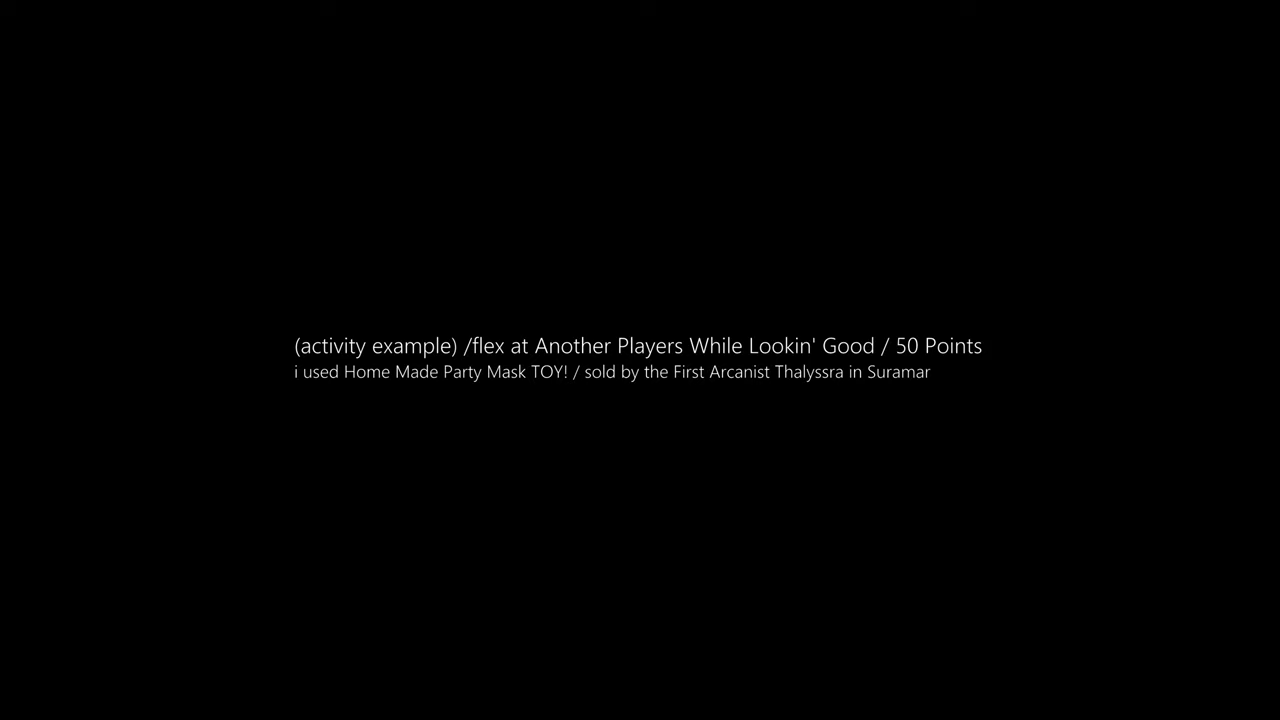 (activity example) /flex at Another Players While Lookin' Good / 50 Points
i used Home Made Party Mask TOY! / sold by the First Arcanist Thalyssra in Suramar